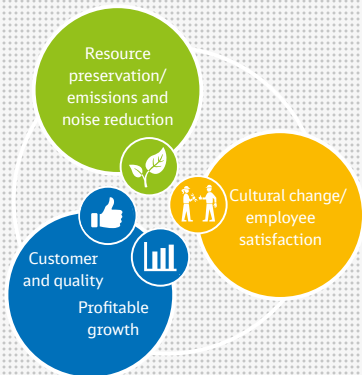 Resource
preservation/
emissions and
noise reduction
Cultural change/
employee
satisfaction
Customer
and quality
Profitable
growth